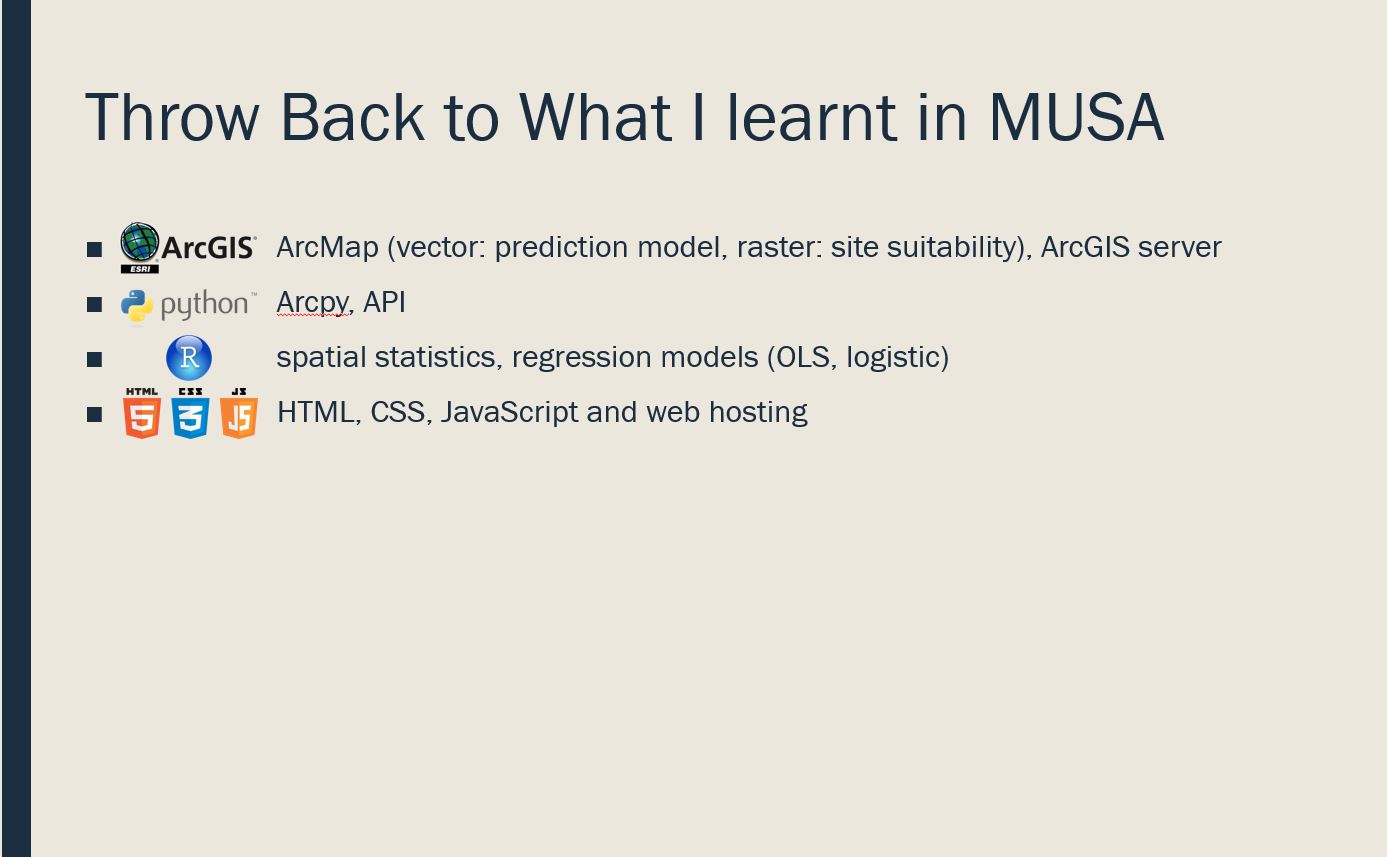 Throw Back to What I learnt in MUSA
ESRI ArcGIS® ArcMap (vector: prediction model, raster: site suitability), ArcGIS server
python™ Arcpy, API
R spatial statistics, regression models (OLS, logistic)
HTML CSS JS
5 3 JS HTML, CSS, JavaScript and web hosting